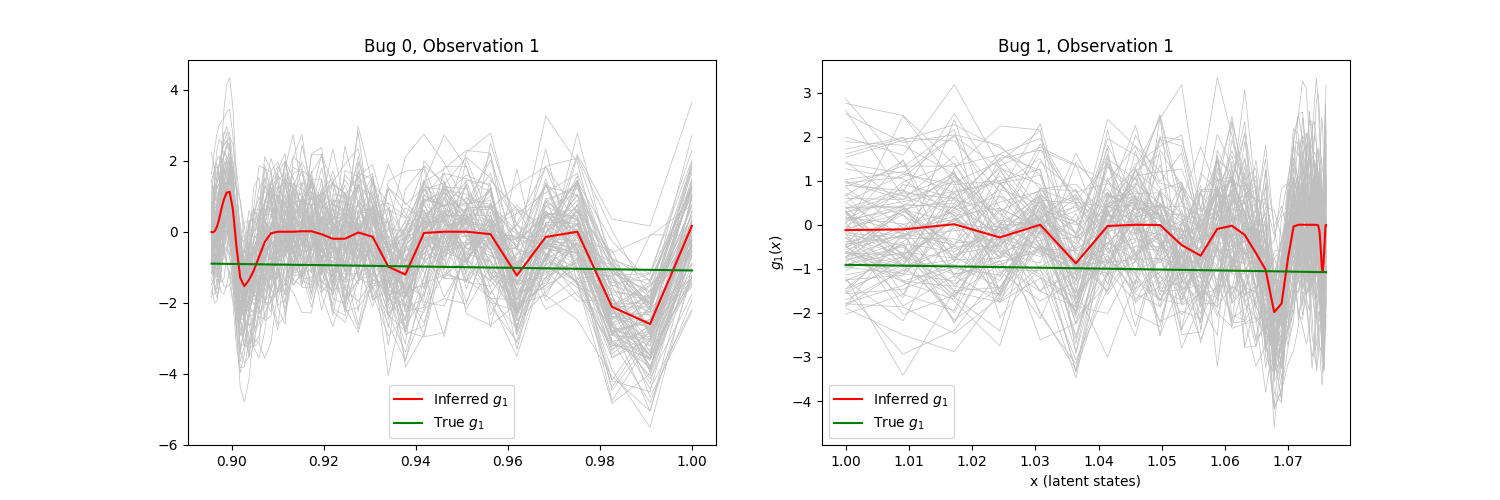 Bug 0, Observation 1
4
2
0
−2
−4
−6
0.90 0.92 0.94 0.96 0.98 1.00
Inferred g₁
True g₁
Bug 1, Observation 1
g₁(x)
3
2
1
0
−1
−2
−3
−4
1.00 1.01 1.02 1.03 1.04 1.05 1.06 1.07
x (latent states)
Inferred g₁
True g₁